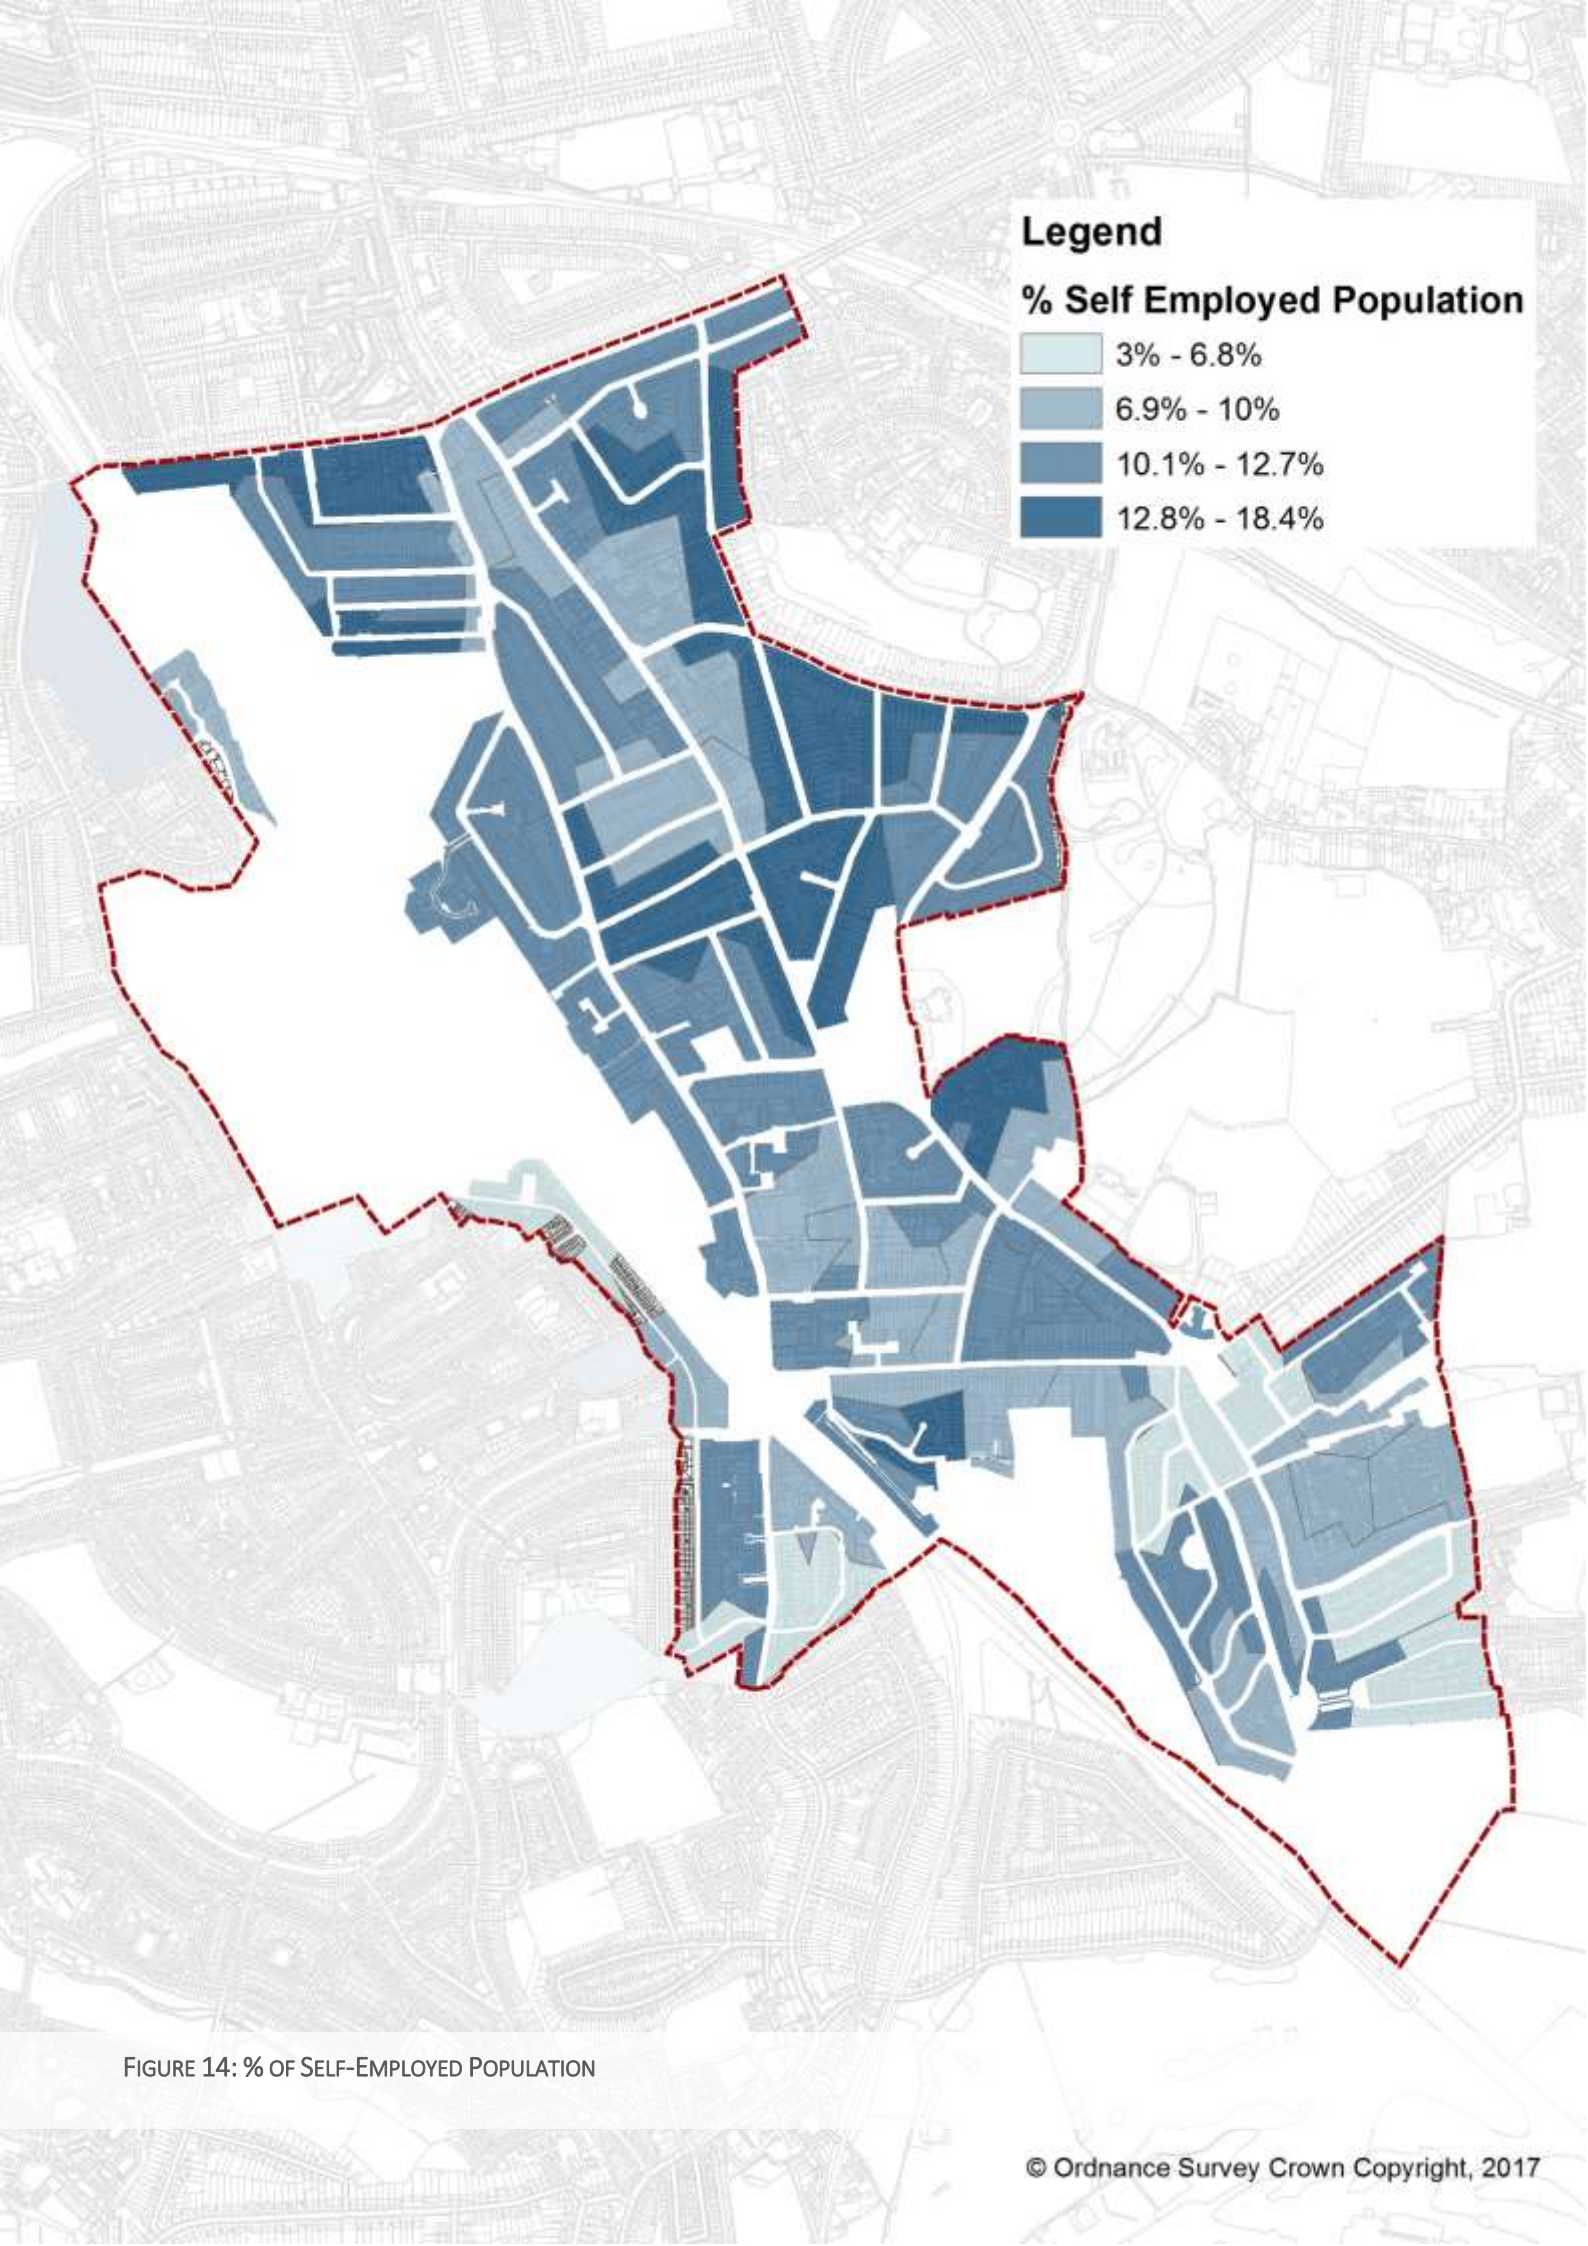 Legend
% Self Employed Population
3% - 6.8%
6.9% - 10%
10.1% - 12.7%
12.8% - 18.4%
FIGURE 14: % OF SELF-EMPLOYED POPULATION
© Ordnance Survey Crown Copyright, 2017